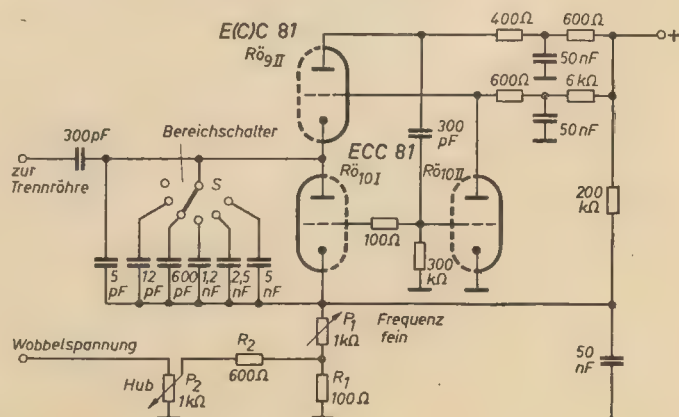 E(C)C 81
Rö9II
400Ω
600Ω
+
50nF
600Ω
6kΩ
50nF
300pF
Bereichschalter
S
zur
Trennröhre
ECC 81
Rö10I
300
pF
Rö10II
100Ω
300
kΩ
200
kΩ
5
pF
12
pF
600
pF
1,2
nF
2,5
nF
5
nF
Wobbelspannung
Hub
P2
1kΩ
R2
600Ω
P1
1kΩ
Frequenz
fein
R1
100Ω
50
nF